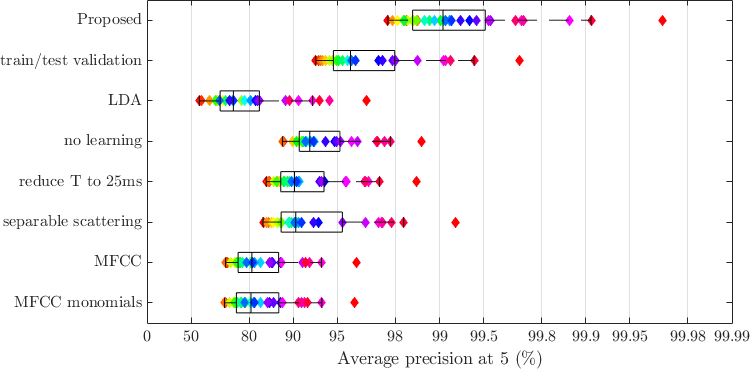 Proposed
train/test validation
LDA
no learning
reduce T to 25ms
separable scattering
MFCC
MFCC monomials
0 50 80 90 95 98 99 99.5 99.8 99.9 99.95 99.98 99.99
Average precision at 5 (%)